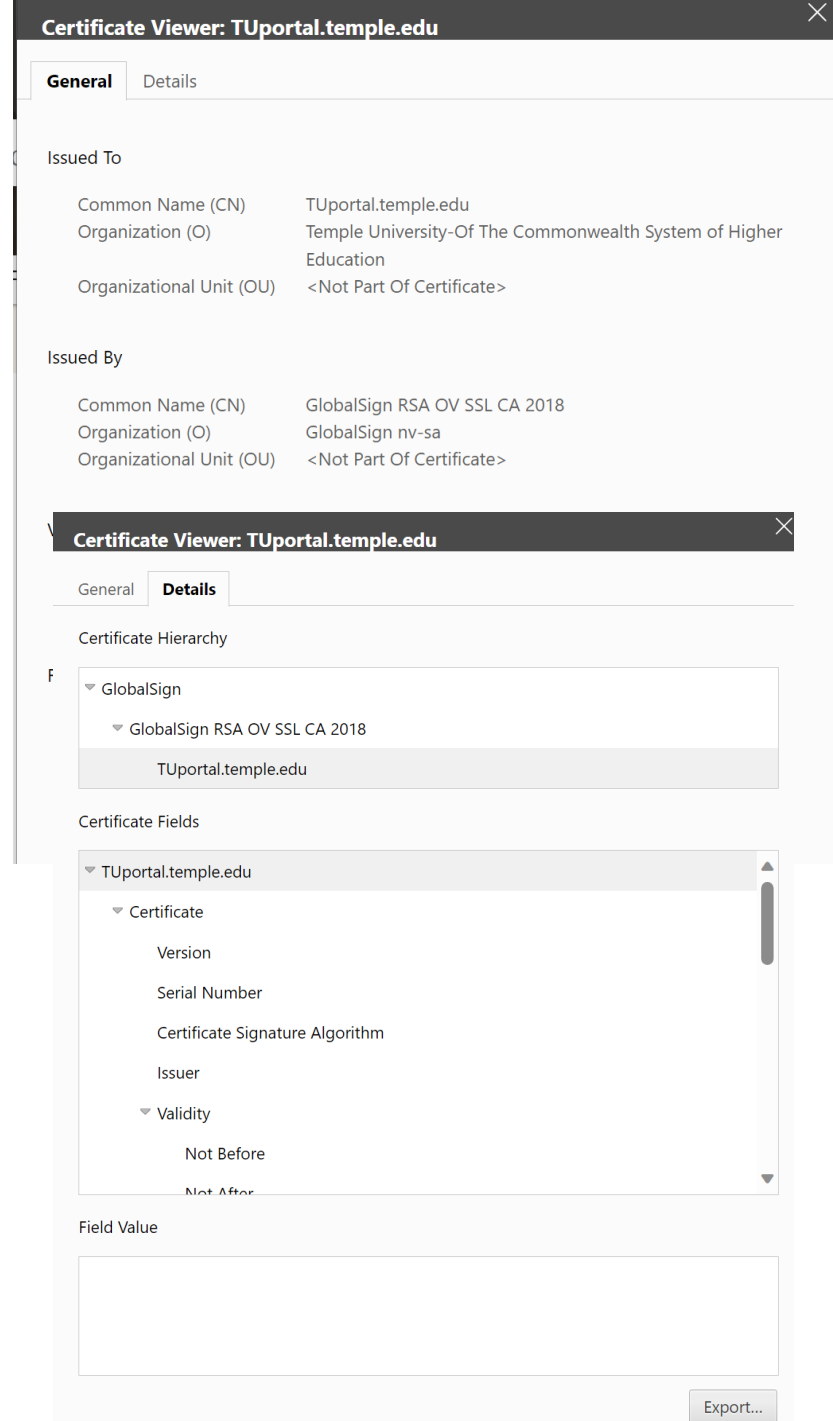 Certificate Viewer: TUportal.temple.edu
General Details
Issued To
Common Name (CN) TUportal.temple.edu
Organization (O) Temple University-Of The Commonwealth System of Higher
Education
Organizational Unit (OU) <Not Part Of Certificate>
Issued By
Common Name (CN) GlobalSign RSA OV SSL CA 2018
Organization (O) GlobalSign nv-sa
Organizational Unit (OU) <Not Part Of Certificate>
Certificate Viewer: TUportal.temple.edu
General Details
Certificate Hierarchy
GlobalSign
GlobalSign RSA OV SSL CA 2018
TUportal.temple.edu
Certificate Fields
TUportal.temple.edu
Certificate
Version
Serial Number
Certificate Signature Algorithm
Issuer
Validity
Not Before
Not After
Field Value
Export...